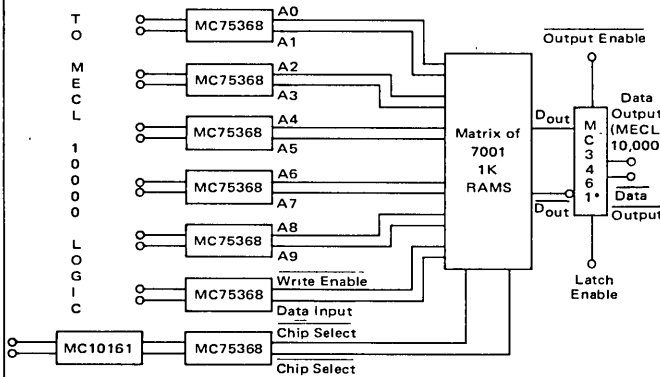 TO MECL 10000 LOGIC
MC75368
A0
A1
MC75368
A2
A3
MC75368
A4
A5
MC75368
A6
A7
MC75368
A8
A9
MC75368
Write Enable
Data Input
MC10161
MC75368
Chip Select
Chip Select
Matrix of
7001
1K
RAMS
Dout
Dout
MC3461*
Output Enable
Data
Output
(MECL
10,000
Data
Output
Latch
Enable